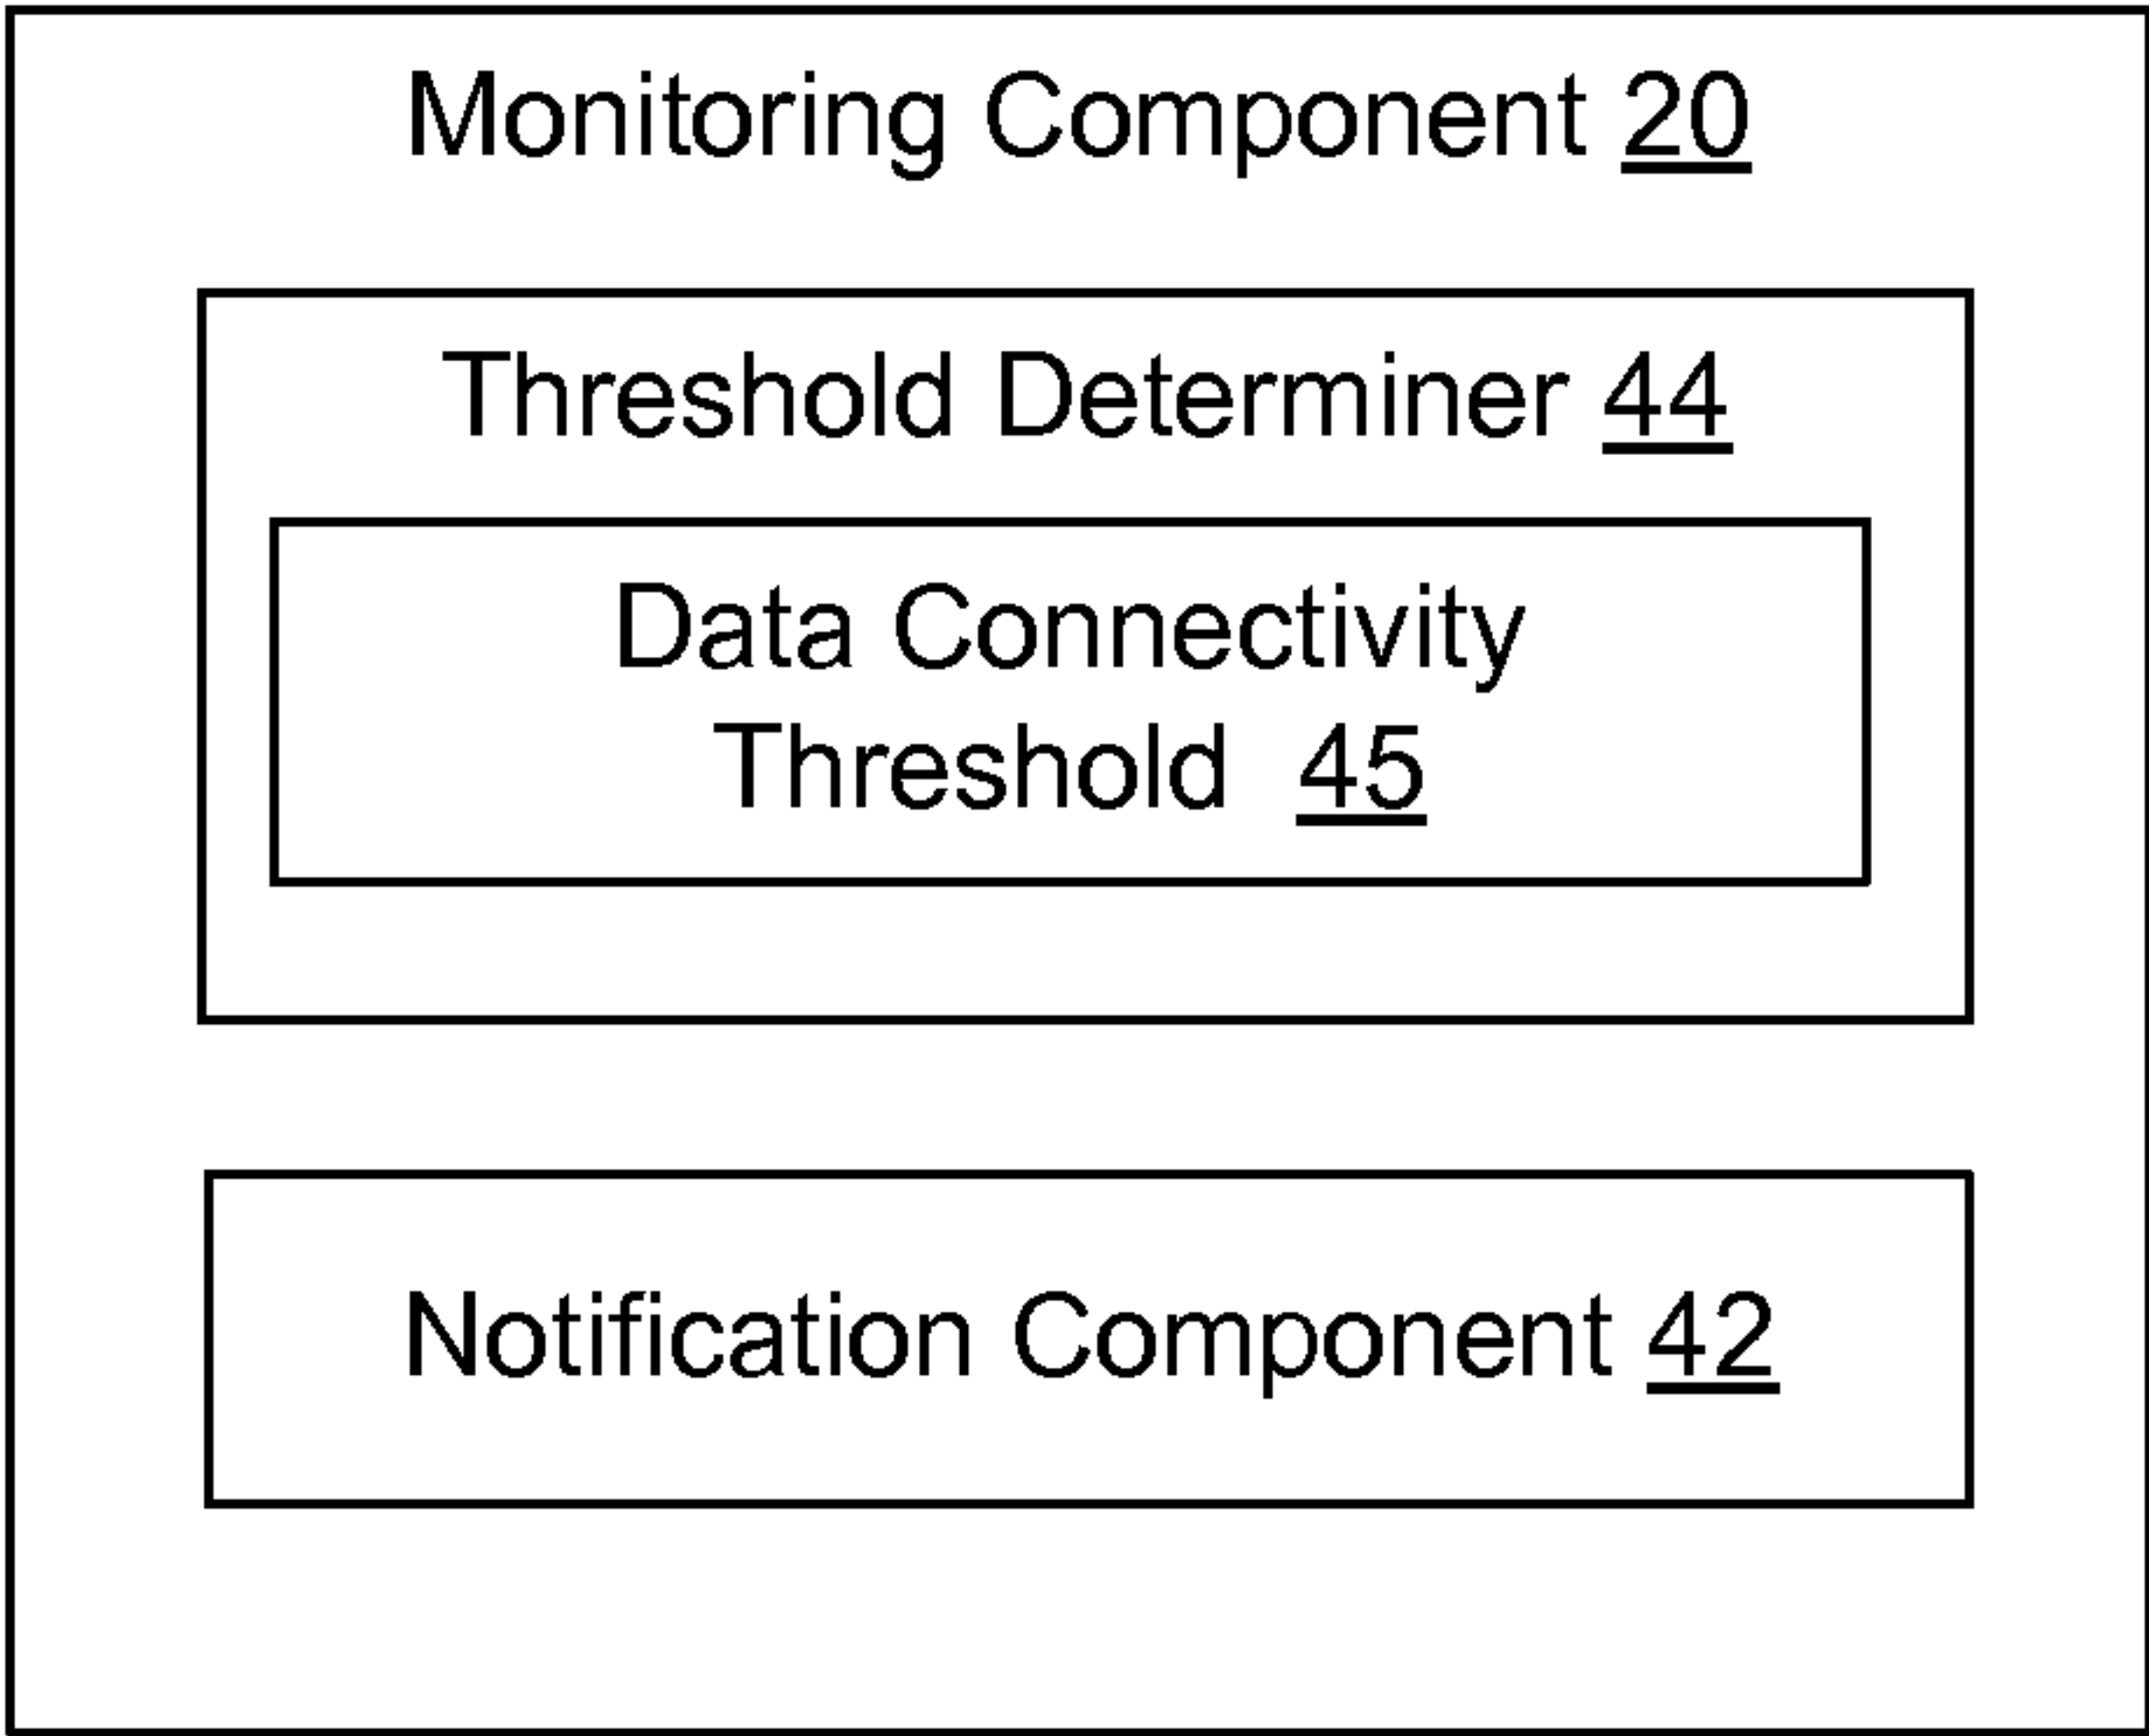 Monitoring Component 20
Threshold Determiner 44
Data Connectivity
Threshold 45
Notification Component 42